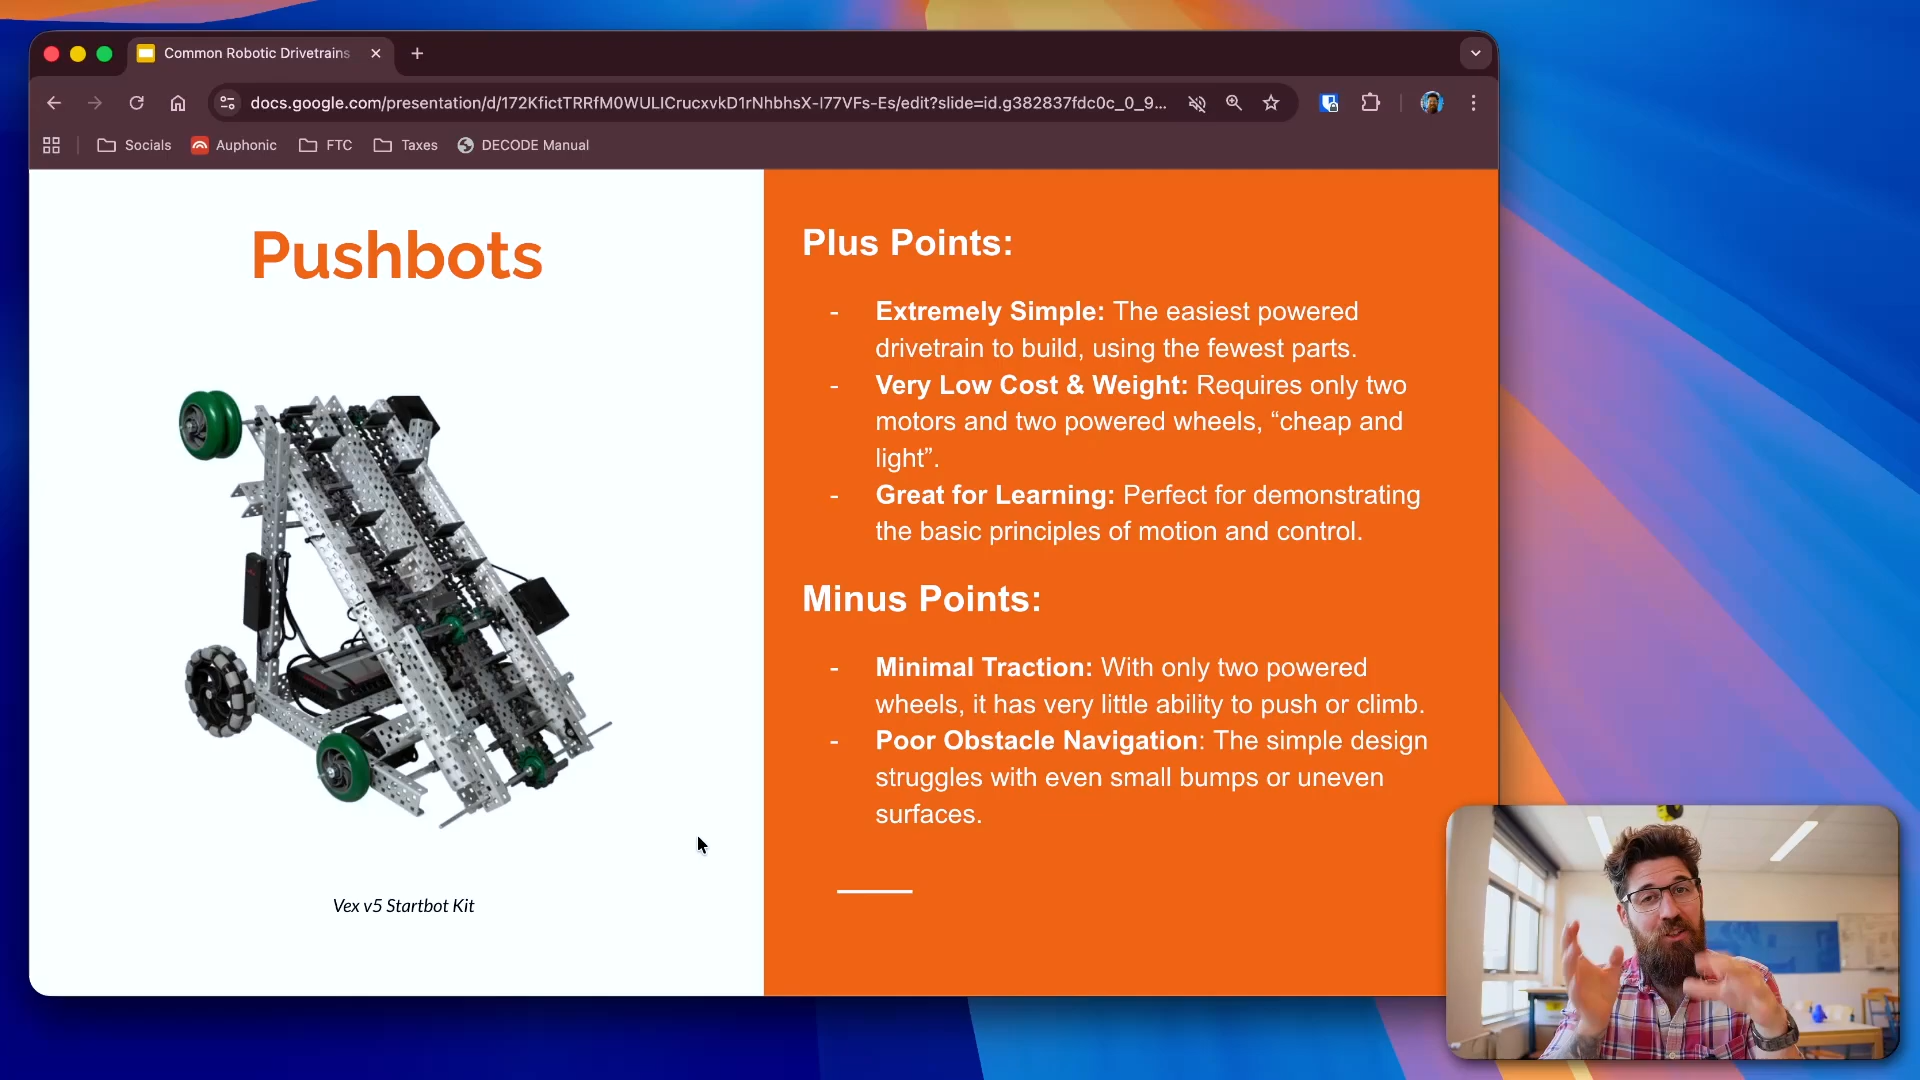 Common Robotic Drivetrains
docs.google.com/presentation/d/172KfictTRRfM0WULlCrucxvkD1rNhbhsX-I77VFs-Es/edit?slide=id.g382837fdc0c_0_9...
Socials
Auphonic
FTC
Taxes
DECODE Manual
Pushbots
Vex v5 Startbot Kit
Plus Points:
- Extremely Simple: The easiest powered
drivetrain to build, using the fewest parts.
- Very Low Cost & Weight: Requires only two
motors and two powered wheels, “cheap and
light”.
- Great for Learning: Perfect for demonstrating
the basic principles of motion and control.
Minus Points:
- Minimal Traction: With only two powered
wheels, it has very little ability to push or climb.
- Poor Obstacle Navigation: The simple design
struggles with even small bumps or uneven
surfaces.